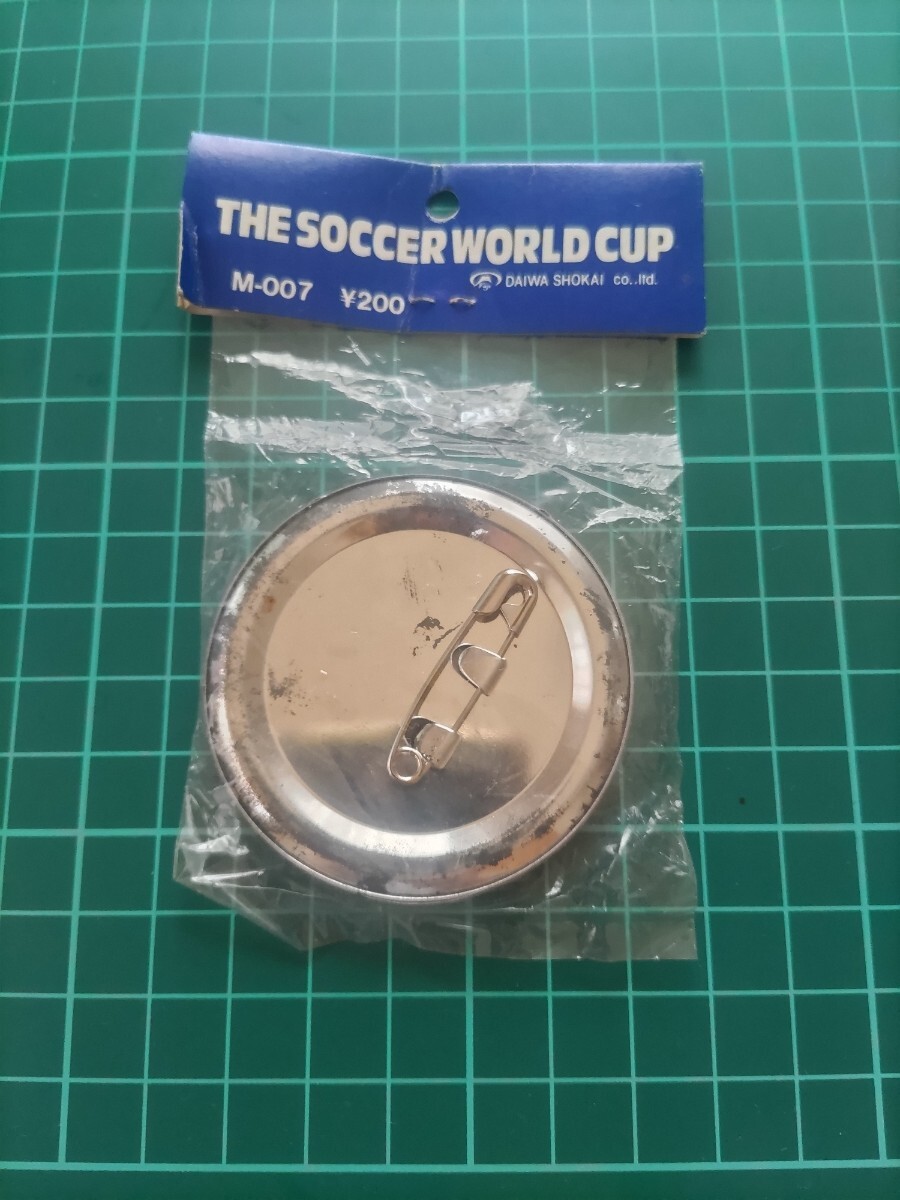 THE SOCCER WORLD CUP
DAIWA SHOKAI co.,ltd.
M-007 ¥200